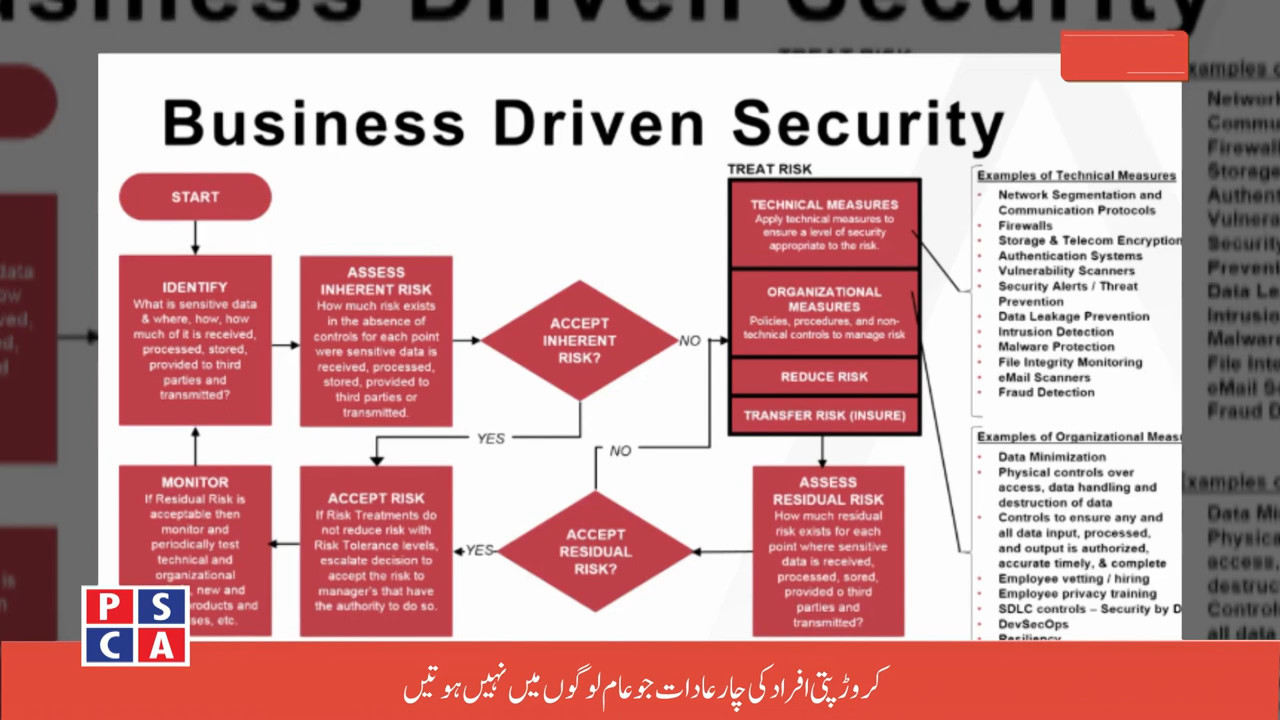 Business Driven Security
START
IDENTIFY
What is sensitive data
& where, how, how
much of it is received,
processed, stored,
provided to third
parties and
transmitted?
ASSESS
INHERENT RISK
How much risk exists
in the absence of
controls for each point
were sensitive data is
received, processed,
stored, provided to
third parties or
transmitted.
ACCEPT
INHERENT
RISK?
NO
YES
TREAT RISK
TECHNICAL MEASURES
Apply technical measures to
ensure a level of security
appropriate to the risk.
ORGANIZATIONAL
MEASURES
Policies, procedures, and non-
technical controls to manage risk
REDUCE RISK
TRANSFER RISK (INSURE)
Examples of Technical Measures
Network Segmentation and
Communication Protocols
Firewalls
Storage & Telecom Encryption
Authentication Systems
Vulnerability Scanners
Security Alerts / Threat
Prevention
Data Leakage Prevention
Intrusion Detection
Malware Protection
File Integrity Monitoring
eMail Scanners
Fraud Detection
Examples of Organizational Measu
Data Minimization
Physical controls over
access, data handling and
destruction of data
Controls to ensure any and
all data input, processed,
and output is authorized,
accurate timely, & complete
Employee vetting / hiring
Employee privacy training
SDLC controls – Security by D
DevSecOps
Resiliency
ASSESS
RESIDUAL RISK
How much residual
risk exists for each
point where sensitive
data is received,
processed, sored,
provided o third
parties and
transmitted?
ACCEPT
RESIDUAL
RISK?
NO
YES
ACCEPT RISK
If Risk Treatments do
not reduce risk with
Risk Tolerance levels,
escalate decision to
accept the risk to
manager's that have
the authority to do so.
MONITOR
If Residual Risk is
acceptable then
monitor and
periodically test
technical and
organizational
new and
products and
ses, etc.
PSCA
کروڑ پتی افراد کی چار عادات جو عام لوگوں میں نہیں ہوتیں